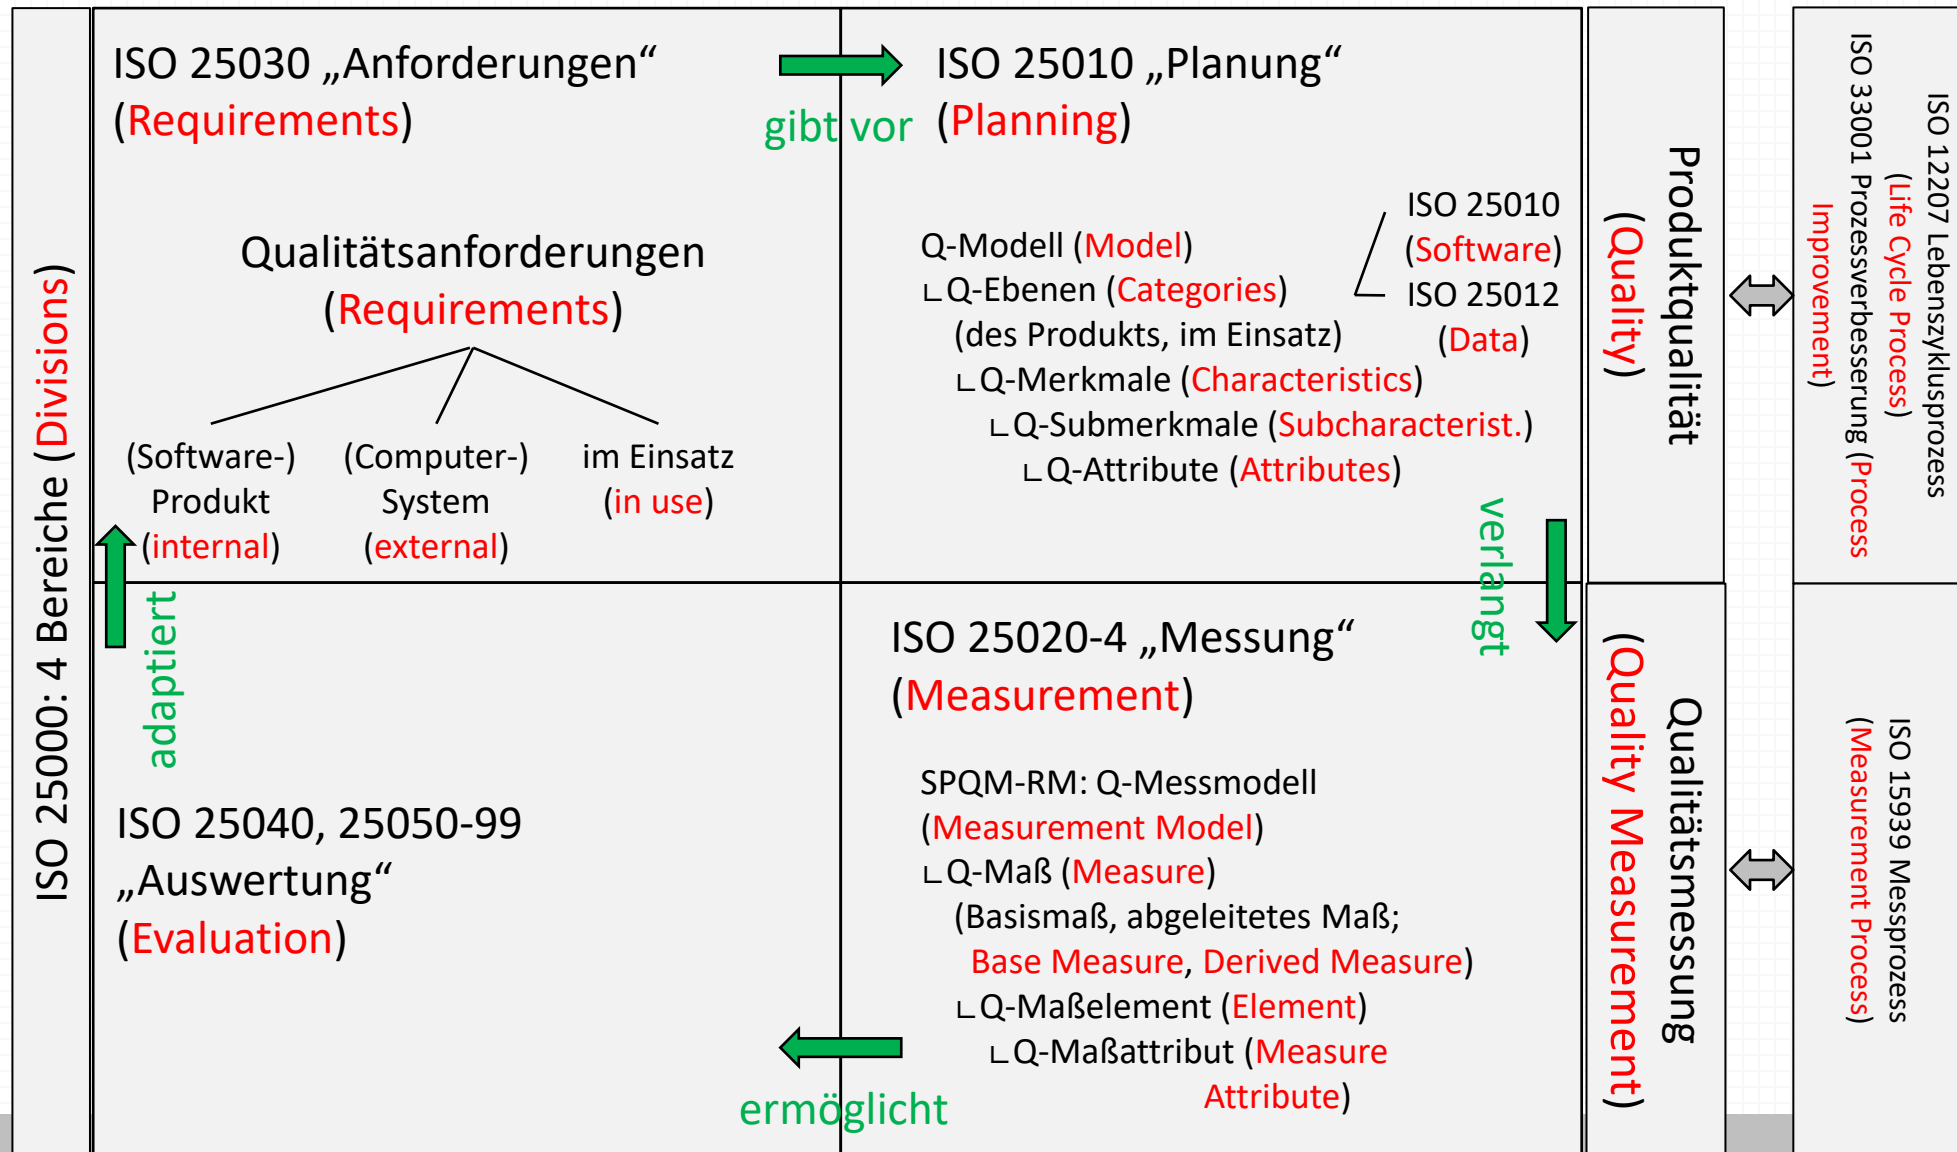 ISO 25000: 4 Bereiche (Divisions)
ISO 25030 „Anforderungen“
(Requirements)
gibt vor
Qualitätsanforderungen
(Requirements)
(Software-)
Produkt
(internal)
(Computer-)
System
(external)
im Einsatz
(in use)
ISO 25010 „Planung“
(Planning)
Q-Modell (Model)
∟Q-Ebenen (Categories)
(des Produkts, im Einsatz)
∟Q-Merkmale (Characteristics)
∟Q-Submerkmale (Subcharacterist.)
∟Q-Attribute (Attributes)
ISO 25010
(Software)
ISO 25012
(Data)
verlangt
adaptiert
ISO 25040, 25050-99
„Auswertung“
(Evaluation)
ermöglicht
ISO 25020-4 „Messung“
(Measurement)
SPQM-RM: Q-Messmodell
(Measurement Model)
∟Q-Maß (Measure)
(Basismaß, abgeleitetes Maß;
Base Measure, Derived Measure)
∟Q-Maßelement (Element)
∟Q-Maßattribut (Measure
Attribute)
Produktqualität
(Quality)
Qualitätsmessung
(Quality Measurement)
ISO 12207 Lebenszyklusprozess
(Life Cycle Process)
ISO 33001 Prozessverbesserung (Process
Improvement)
ISO 15939 Messprozess
(Measurement Process)